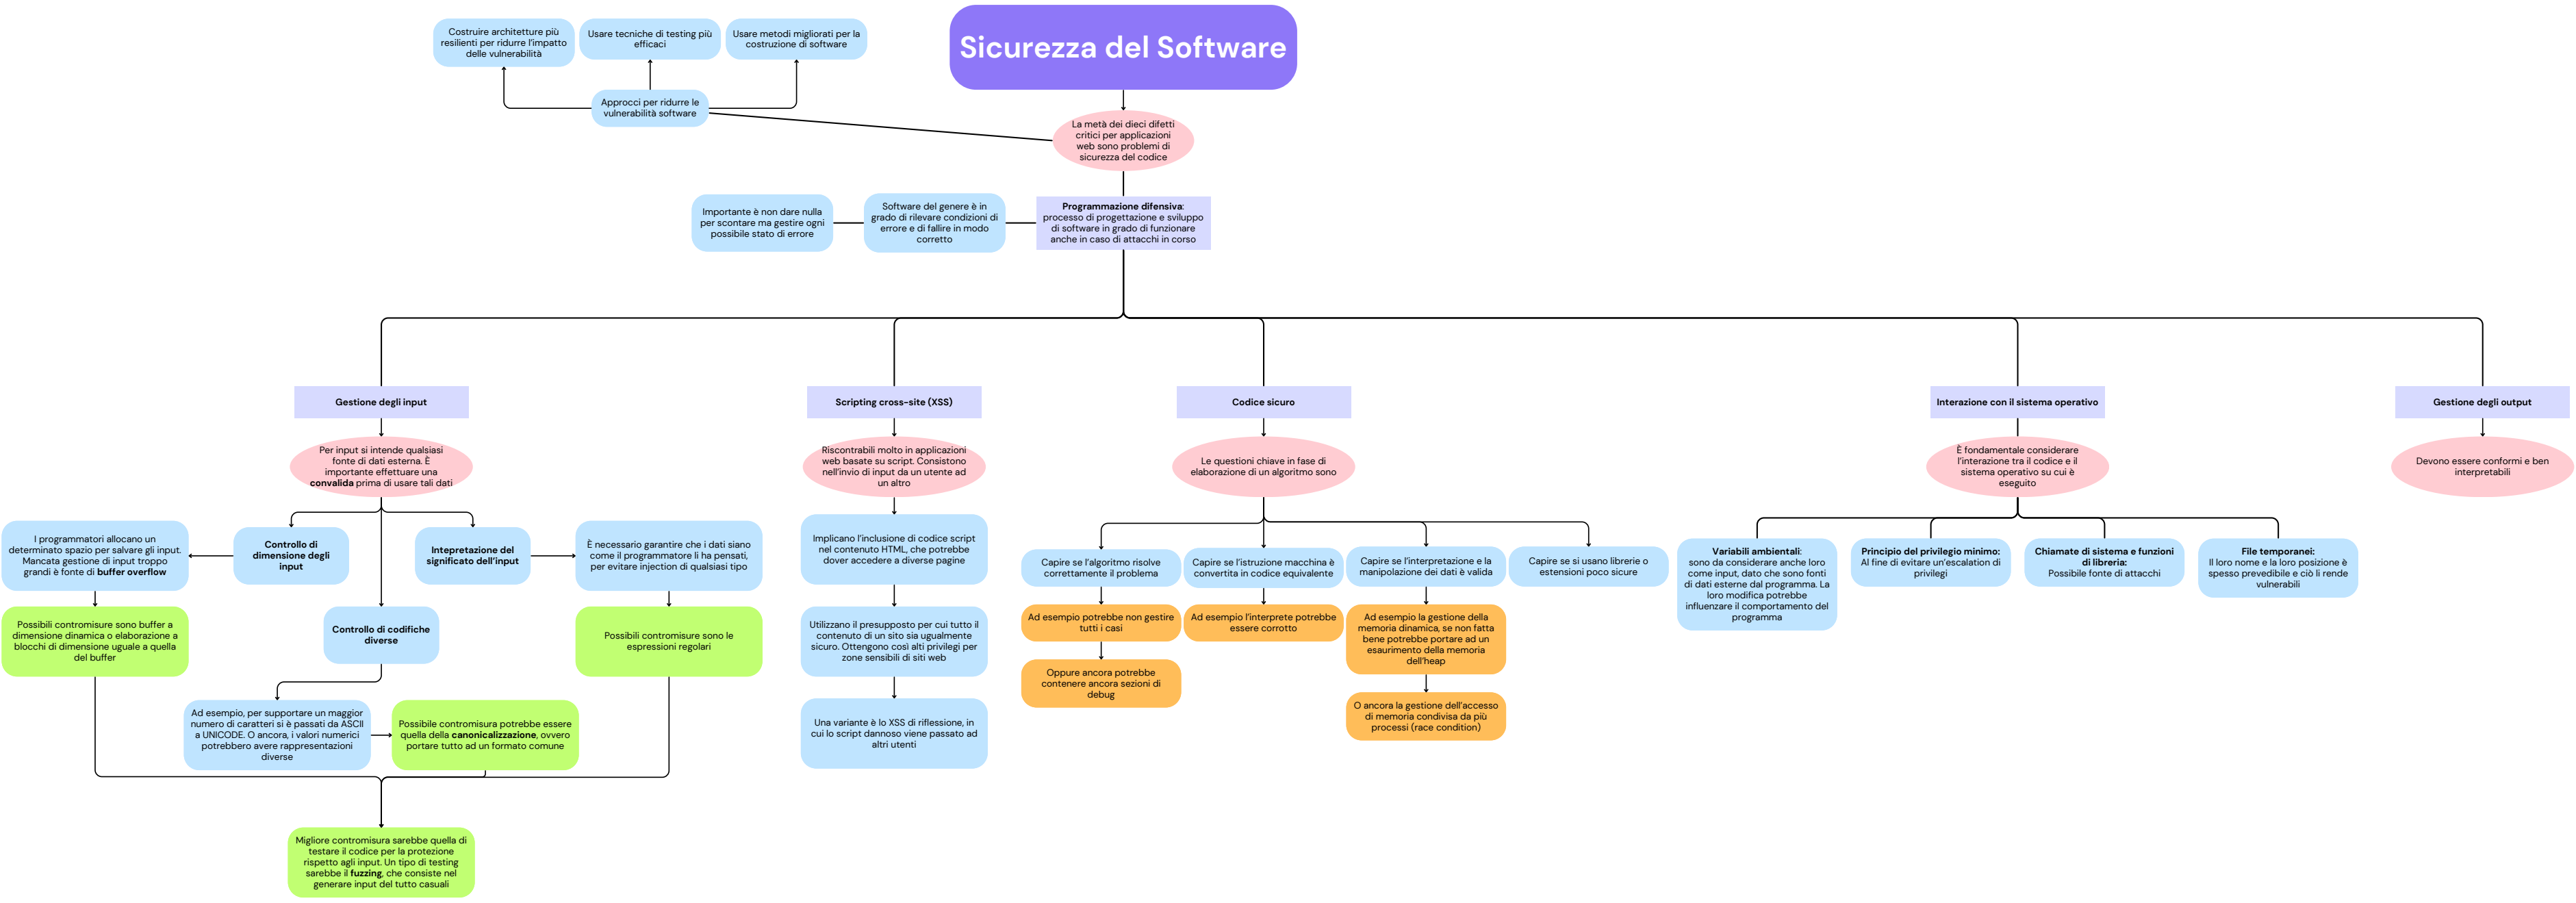 Sicurezza del Software
Costruire architetture più
resilienti per ridurre l'impatto
delle vulnerabilità
Usare tecniche di testing più
efficaci
Usare metodi migliorati per la
costruzione di software
Approcci per ridurre le
vulnerabilità software
La metà dei dieci difetti
critici per applicazioni
web sono problemi di
sicurezza del codice
Importante è non dare nulla
per scontare ma gestire ogni
possibile stato di errore
Software del genere è in
grado di rilevare condizioni di
errore e di fallire in modo
corretto
Programmazione difensiva:
processo di progettazione e sviluppo
di software in grado di funzionare
anche in caso di attacchi in corso
Gestione degli input
Per input si intende qualsiasi
fonte di dati esterna. È
importante effettuare una
convalida prima di usare tali dati
I programmatori allocano un
determinato spazio per salvare gli input.
Mancata gestione di input troppo
grandi è fonte di buffer overflow
Controllo di
dimensione degli
input
Intepretazione del
significato dell'input
È necessario garantire che i dati siano
come il programmatore li ha pensati,
per evitare injection di qualsiasi tipo
Possibili contromisure sono buffer a
dimensione dinamica o elaborazione a
blocchi di dimensione uguale a quella
del buffer
Controllo di codifiche
diverse
Possibili contromisure sono le
espressioni regolari
Ad esempio, per supportare un maggior
numero di caratteri si è passati da ASCII
a UNICODE. O ancora, i valori numerici
potrebbero avere rappresentazioni
diverse
Possibile contromisura potrebbe essere
quella della canonicalizzazione, ovvero
portare tutto ad un formato comune
Migliore contromisura sarebbe quella di
testare il codice per la protezione
rispetto agli input. Un tipo di testing
sarebbe il fuzzing, che consiste nel
generare input del tutto casuali
Scripting cross-site (XSS)
Riscontrabili molto in applicazioni
web basate su script. Consistono
nell'invio di input da un utente ad
un altro
Implicano l'inclusione di codice script
nel contenuto HTML, che potrebbe
dover accedere a diverse pagine
Utilizzano il presupposto per cui tutto il
contenuto di un sito sia ugualmente
sicuro. Ottengono così alti privilegi per
zone sensibili di siti web
Una variante è lo XSS di riflessione, in
cui lo script dannoso viene passato ad
altri utenti
Codice sicuro
Le questioni chiave in fase di
elaborazione di un algoritmo sono
Capire se l'algoritmo risolve
correttamente il problema
Ad esempio potrebbe non gestire
tutti i casi
Oppure ancora potrebbe
contenere ancora sezioni di
debug
Capire se l'istruzione macchina è
convertita in codice equivalente
Ad esempio l'interprete potrebbe
essere corrotto
Capire se l'interpretazione e la
manipolazione dei dati è valida
Ad esempio la gestione della
memoria dinamica, se non fatta
bene potrebbe portare ad un
esaurimento della memoria
dell'heap
O ancora la gestione dell'accesso
di memoria condivisa da più
processi (race condition)
Capire se si usano librerie o
estensioni poco sicure
Interazione con il sistema operativo
È fondamentale considerare
l'interazione tra il codice e il
sistema operativo su cui è
eseguito
Variabili ambientali:
sono da considerare anche loro
come input, dato che sono fonti
di dati esterne dal programma. La
loro modifica potrebbe
influenzare il comportamento del
programma
Principio del privilegio minimo:
Al fine di evitare un'escalation di
privilegi
Chiamate di sistema e funzioni
di libreria:
Possibile fonte di attacchi
File temporanei:
Il loro nome e la loro posizione è
spesso prevedibile e ciò li rende
vulnerabili
Gestione degli output
Devono essere conformi e ben
interpretabili